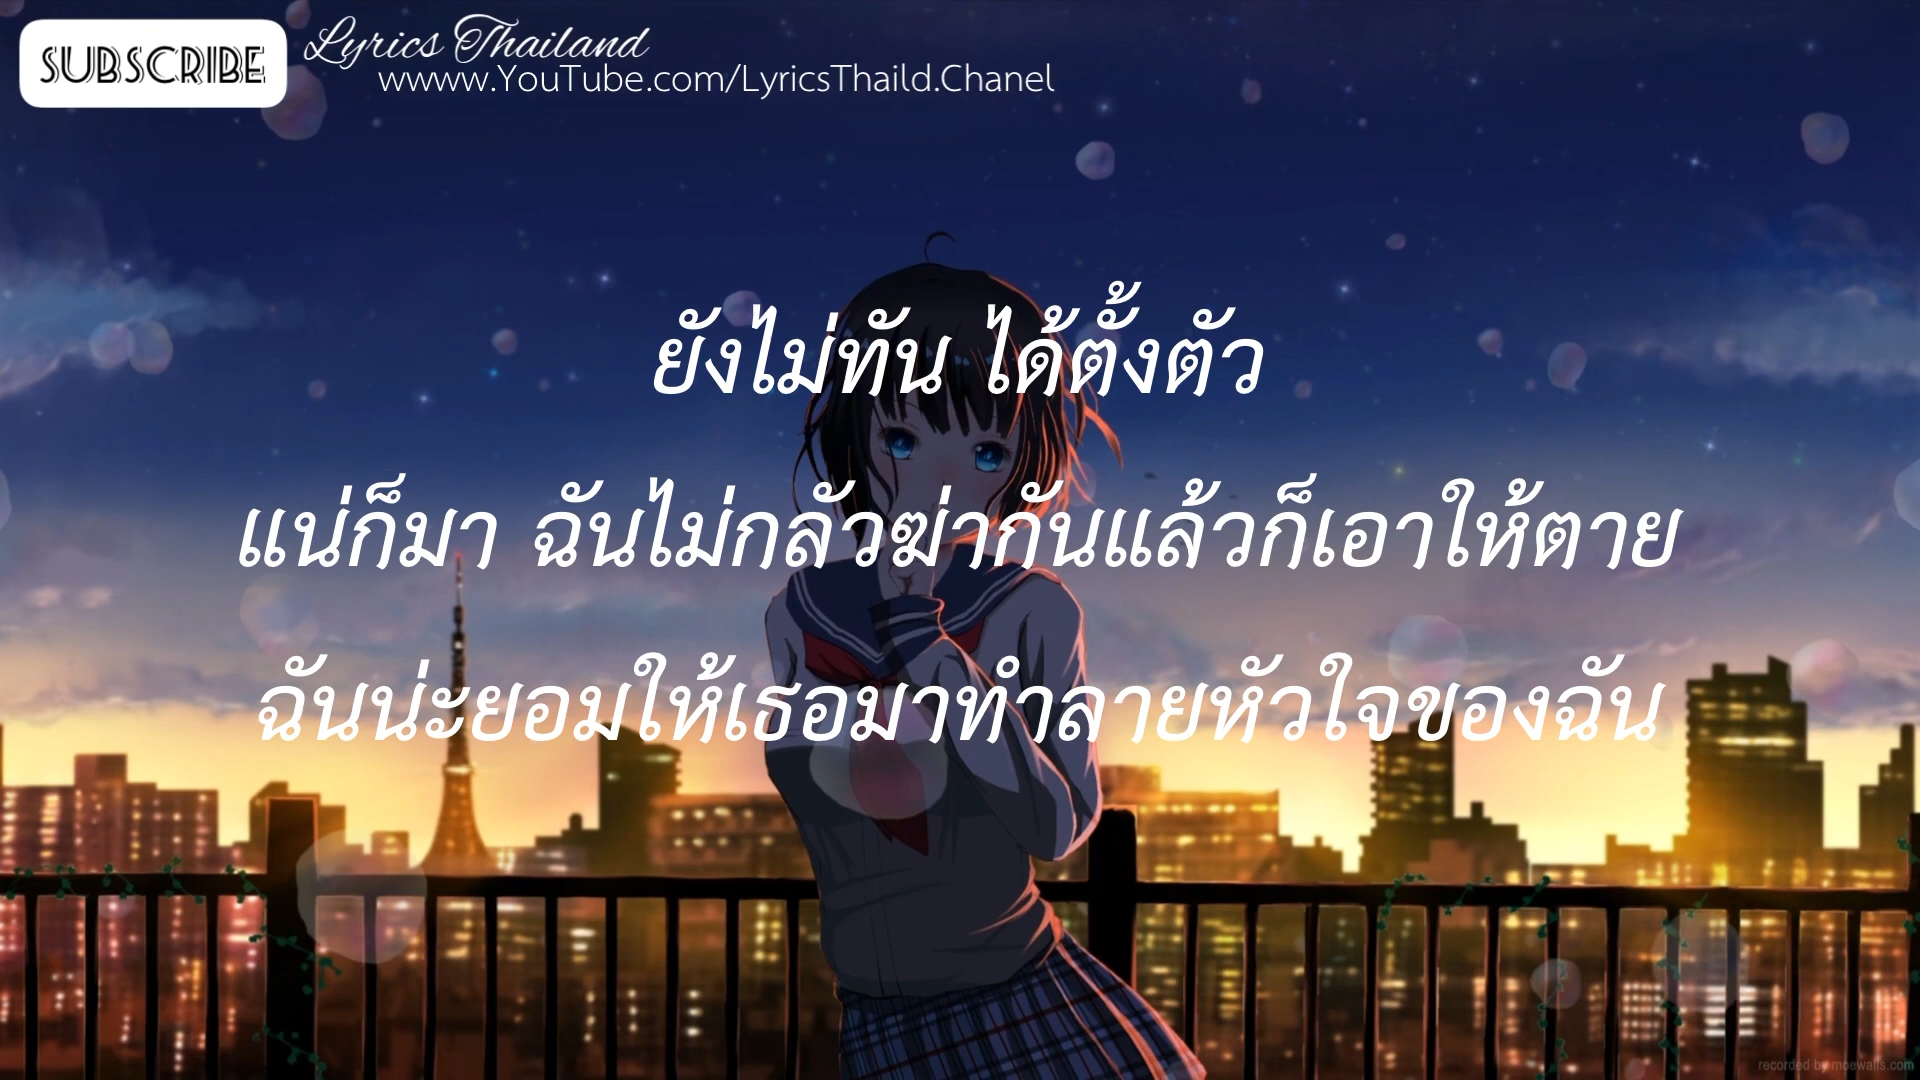 SUBSCRIBE
Lyrics Thailand
wwww.YouTube.com/LyricsThaild.Chanel
ยังไม่ทัน ได้ตั้งตัว
แน่ก็มา ฉันไม่กลัวฆ่ากันแล้วก็เอาให้ตาย
ฉันน่ะยอมให้เธอมาทำลายหัวใจของฉัน
recorded by moewalls.com